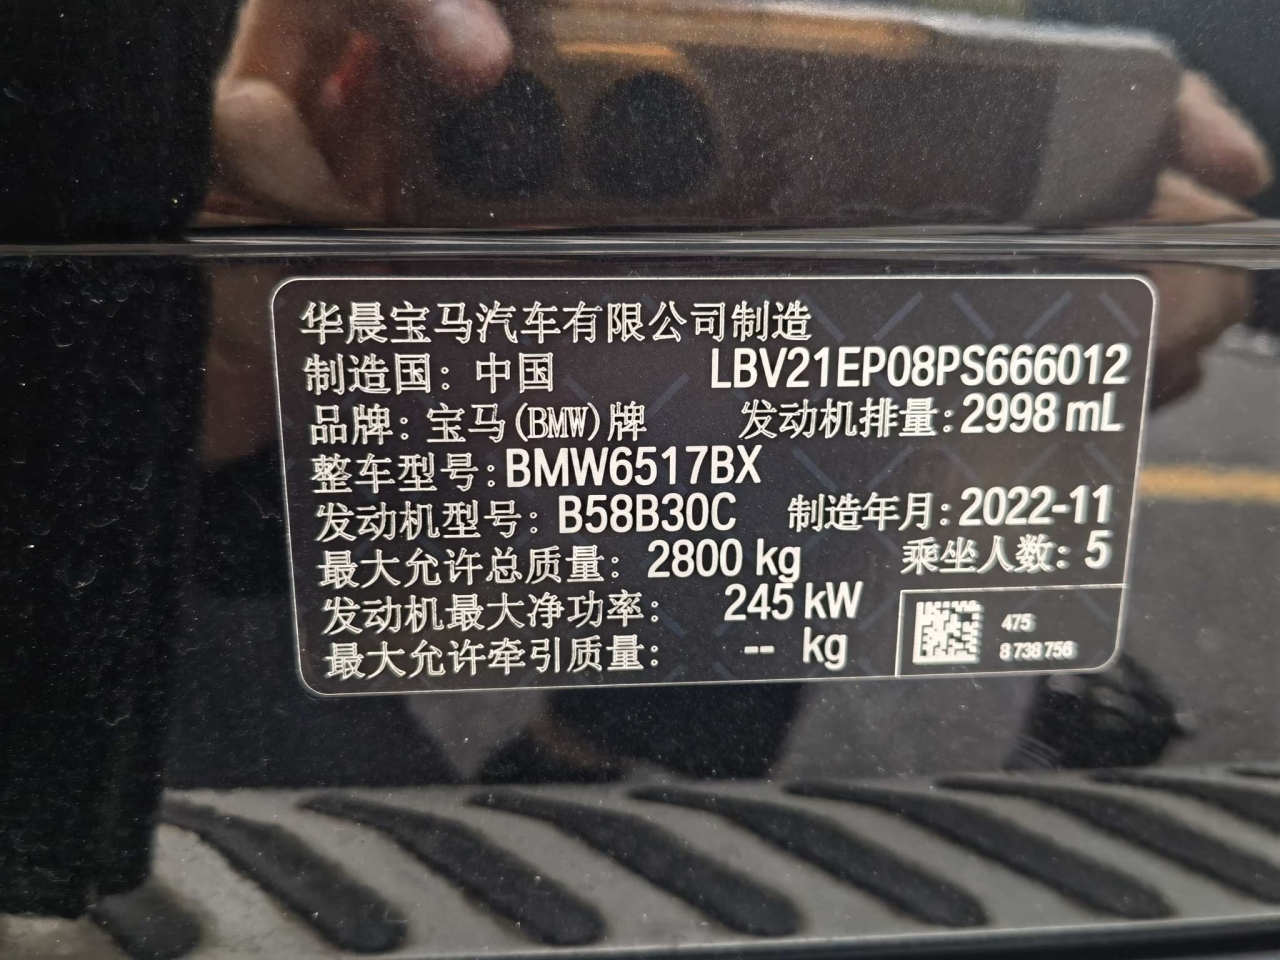 华晨宝马汽车有限公司制造
制造国：中国 LBV21EP08PS666012
品牌：宝马(BMW)牌 发动机排量：2998 mL
整车型号：BMW6517BX
发动机型号：B58B30C 制造年月：2022-11
最大允许总质量：2800 kg 乘坐人数：5
发动机最大净功率：245 kW
最大允许牵引质量：-- kg
475
8 738 756